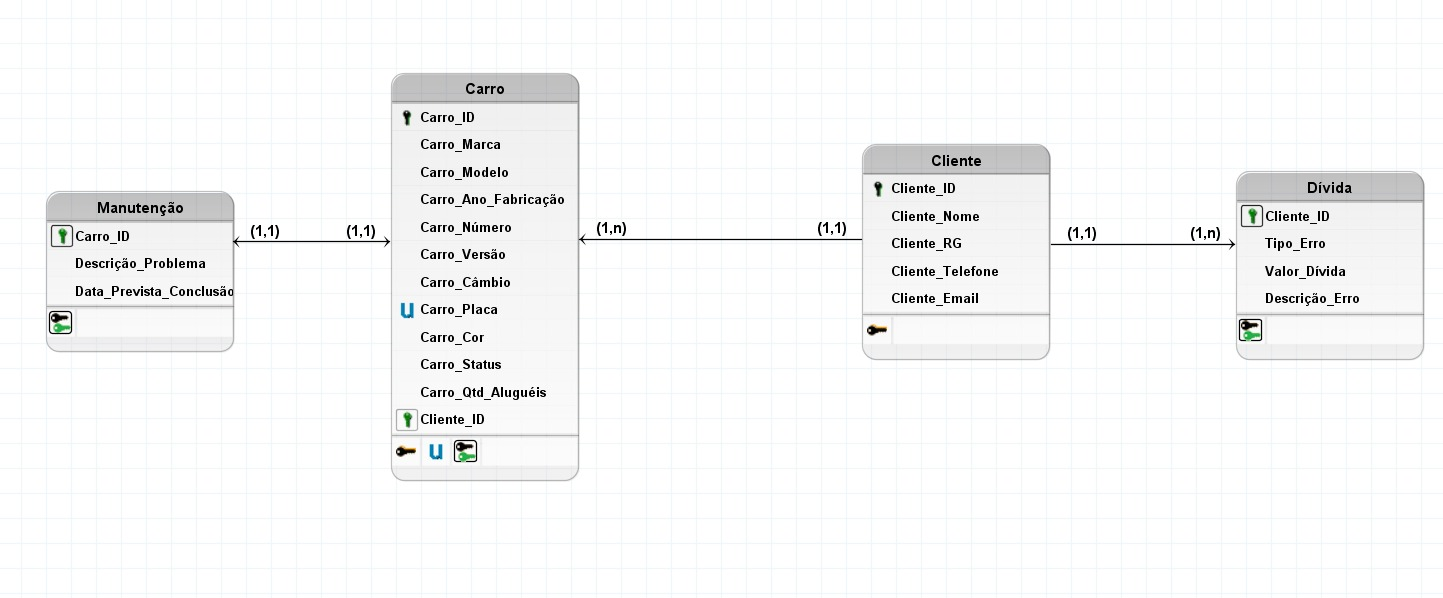 Manutenção
Carro_ID
Descrição_Problema
Data_Prevista_Conclusão
(1,1)
(1,1)
Carro
Carro_ID
Carro_Marca
Carro_Modelo
Carro_Ano_Fabricação
Carro_Número
Carro_Versão
Carro_Câmbio
U
Carro_Placa
Carro_Cor
Carro_Status
Carro_Qtd_Aluguéis
Cliente_ID
U
(1,n)
(1,1)
Cliente
Cliente_ID
Cliente_Nome
Cliente_RG
Cliente_Telefone
Cliente_Email
(1,1)
(1,n)
Dívida
Cliente_ID
Tipo_Erro
Valor_Dívida
Descrição_Erro